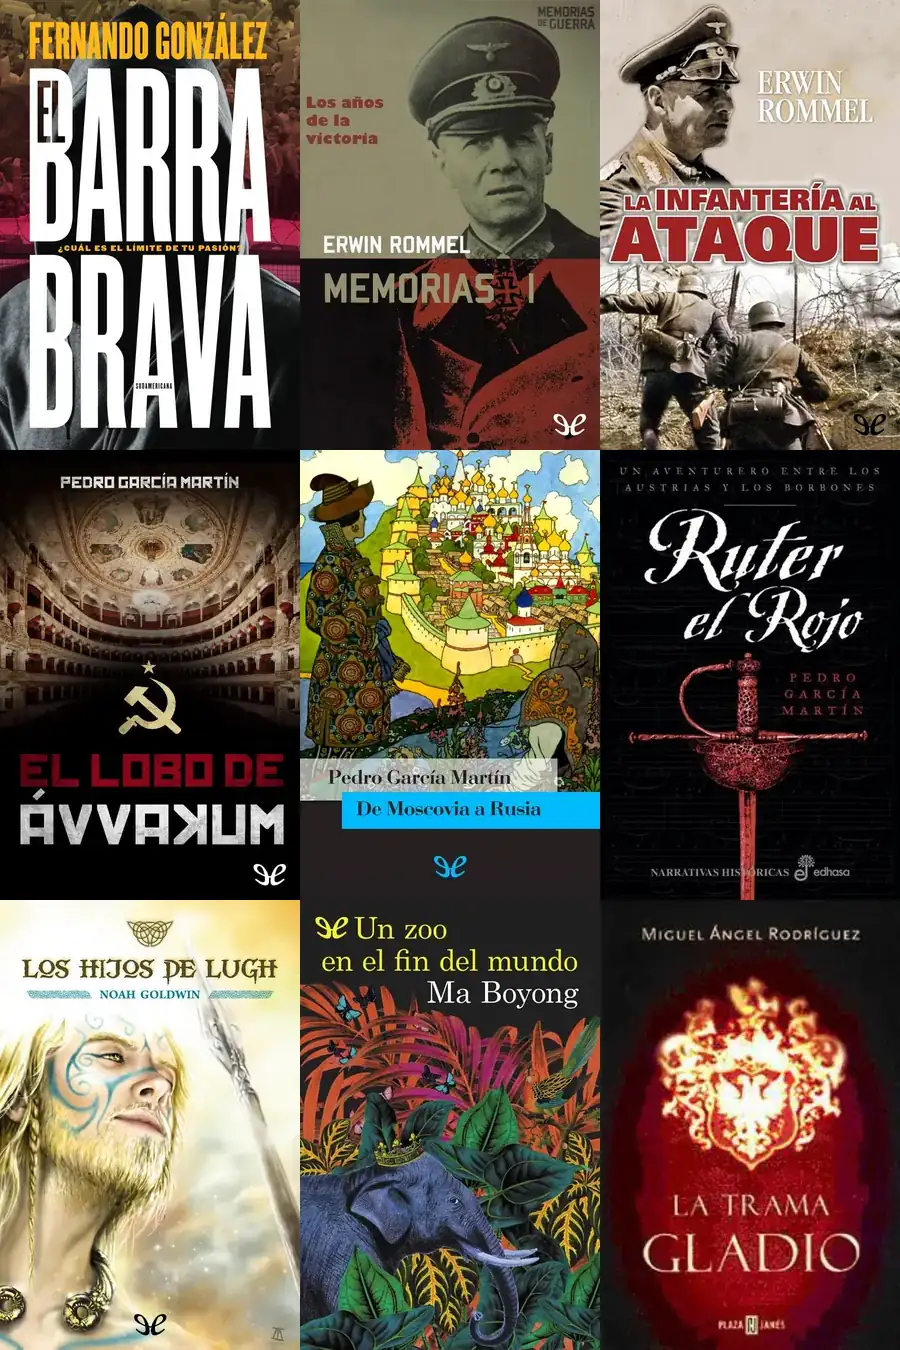 FERNANDO GONZÁLEZ
EL
BARRA
¿CUÁL ES EL LÍMITE DE TU PASIÓN?
BRAVA
SUDAMERICANA
MEMORIAS
DE GUERRA
Los años
de la
victoria
ERWIN ROMMEL
MEMORIAS I
ERWIN
ROMMEL
LA INFANTERÍA AL
ATAQUE
PEDRO GARCÍA MARTÍN
EL LOBO DE
ÁVVAKUM
Pedro García Martín
De Moscovia a Rusia
UN AVENTURERO ENTRE LOS
AUSTRIAS Y LOS BORBONES
Ruter
el Rojo
PEDRO
GARCÍA
MARTÍN
NARRATIVAS HISTÓRICAS edhasa
LOS HIJOS DE LUGH
NOAH GOLDWIN
Un zoo
en el fin del mundo
Ma Boyong
MIGUEL ÁNGEL RODRÍGUEZ
LA TRAMA
GLADIO
PLAZA JANÉS